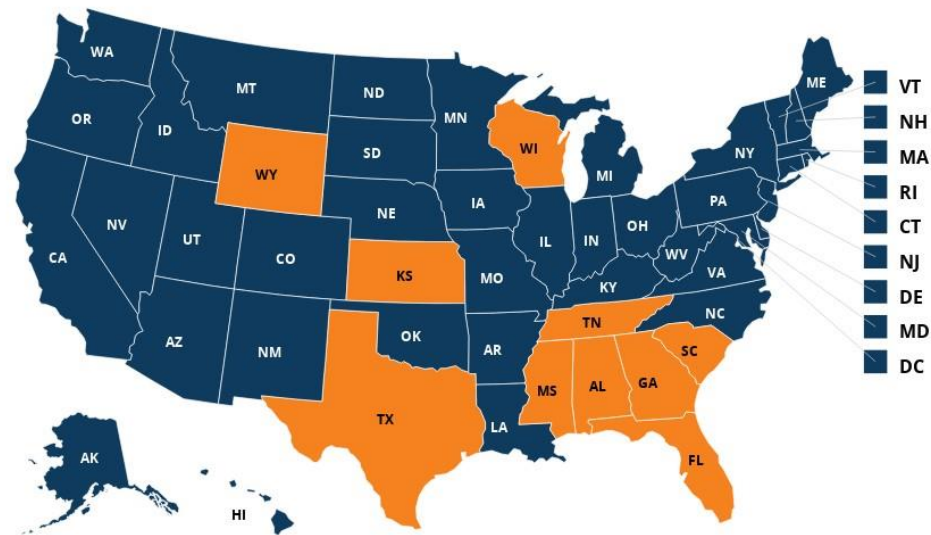 WA
OR
CA
NV
ID
MT
WY
UT
AZ
CO
NM
ND
SD
NE
KS
OK
TX
MN
IA
MO
AR
LA
WI
IL
MI
IN
OH
KY
TN
MS
AL
GA
FL
SC
NC
VA
WV
PA
NY
ME
VT
NH
MA
RI
CT
NJ
DE
MD
DC
AK
HI